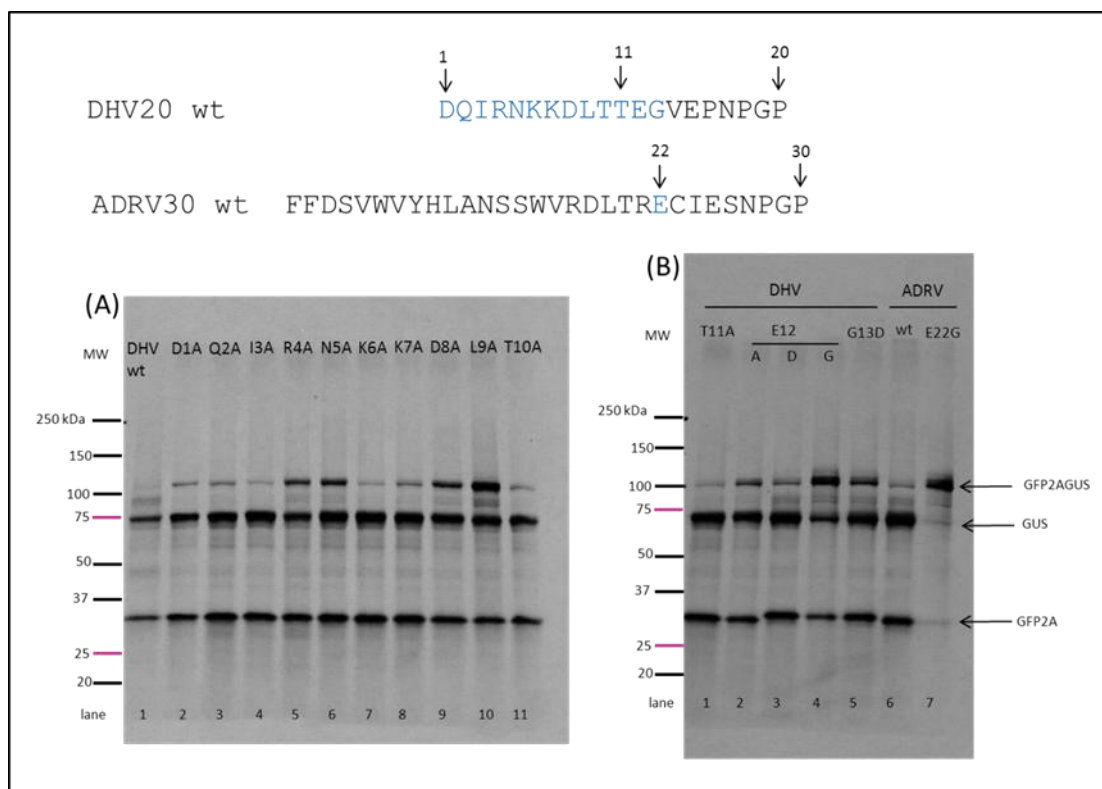 1 11 20
DHV20 wt DQIRNKKDLTTEGVEPNPGP
22 30
ADRV30 wt FFDSVWVYHLANSSWVRDLTRECIESNPGP
(A)
MW DHV wt D1A Q2A I3A R4A N5A K6A K7A D8A L9A T10A
250 kDa
150
100
75
50
37
25
20
lane 1 2 3 4 5 6 7 8 9 10 11
(B)
DHV ADRV
MW T11A E12 G13D wt E22G
A D G
250 kDa
150
100
75
50
37
25
20
lane 1 2 3 4 5 6 7
GFP2AGUS
GUS
GFP2A